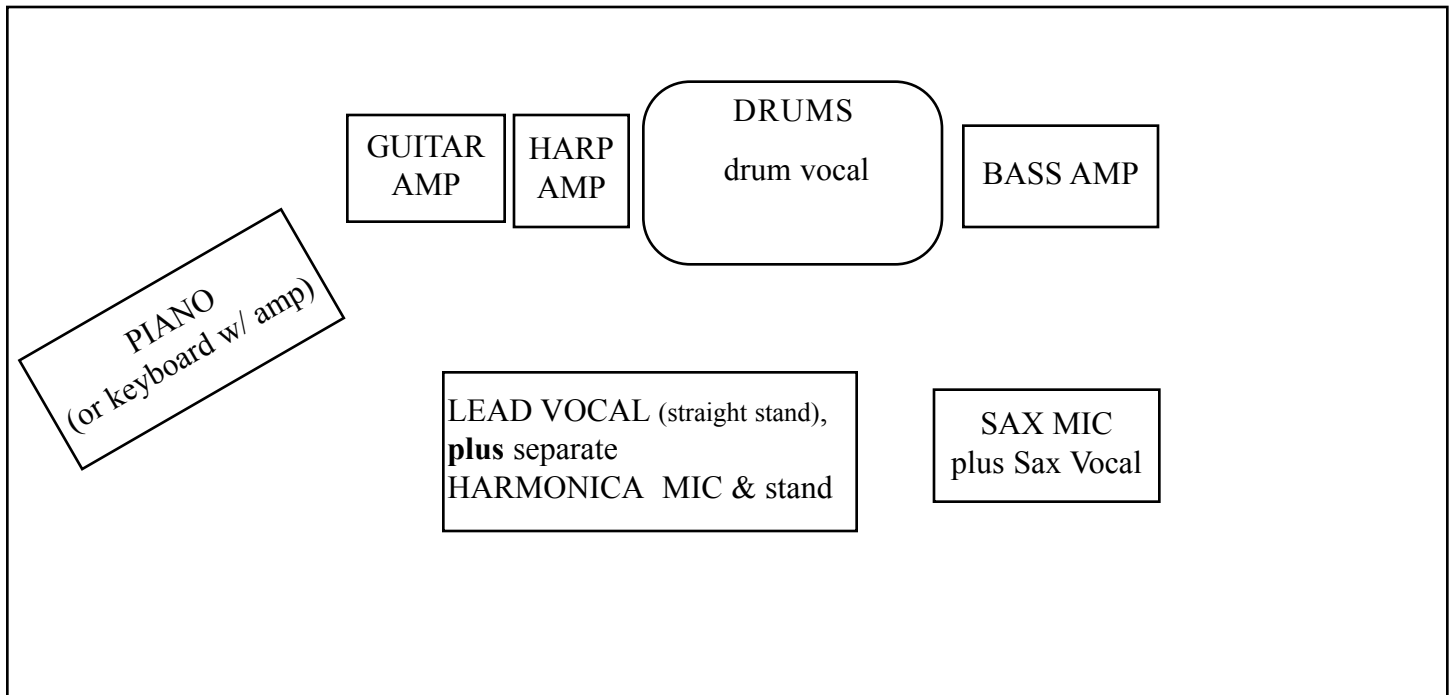 GUITAR
AMP
HARP
AMP
DRUMS
drum vocal
BASS AMP
PIANO
(or keyboard w/ amp)
LEAD VOCAL (straight stand),
plus separate
HARMONICA MIC & stand
SAX MIC
plus Sax Vocal